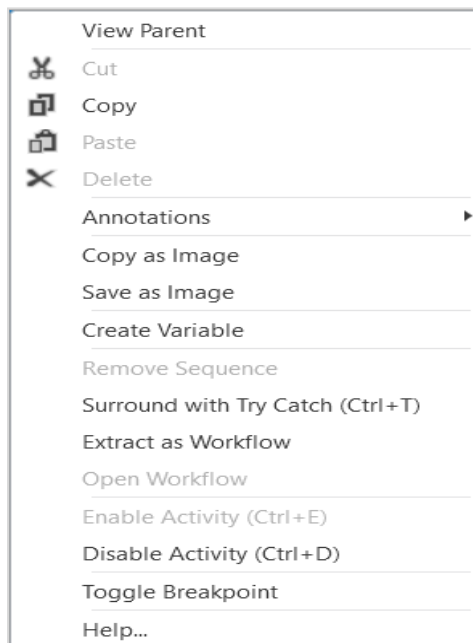 View Parent
Cut
Copy
Paste
Delete
Annotations
Copy as Image
Save as Image
Create Variable
Remove Sequence
Surround with Try Catch (Ctrl+T)
Extract as Workflow
Open Workflow
Enable Activity (Ctrl+E)
Disable Activity (Ctrl+D)
Toggle Breakpoint
Help...